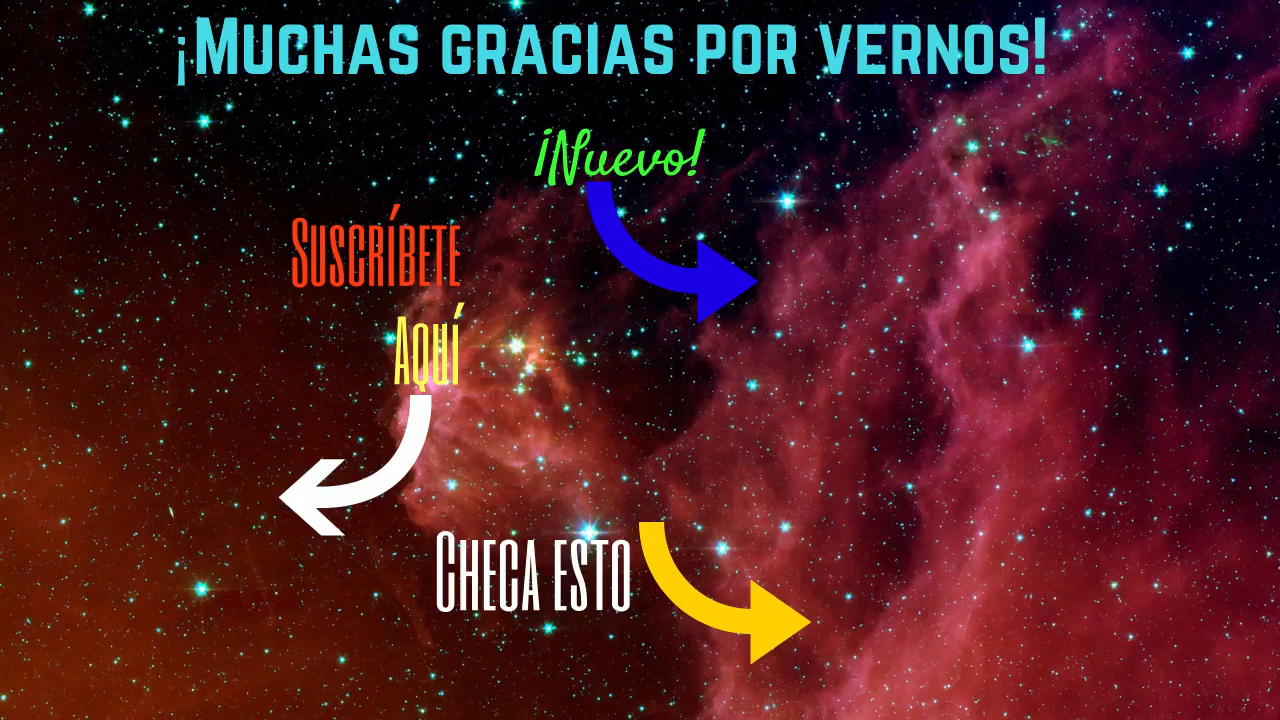 ¡Muchas gracias por vernos!
¡Nuevo!
Suscríbete
Aquí
Checa esto